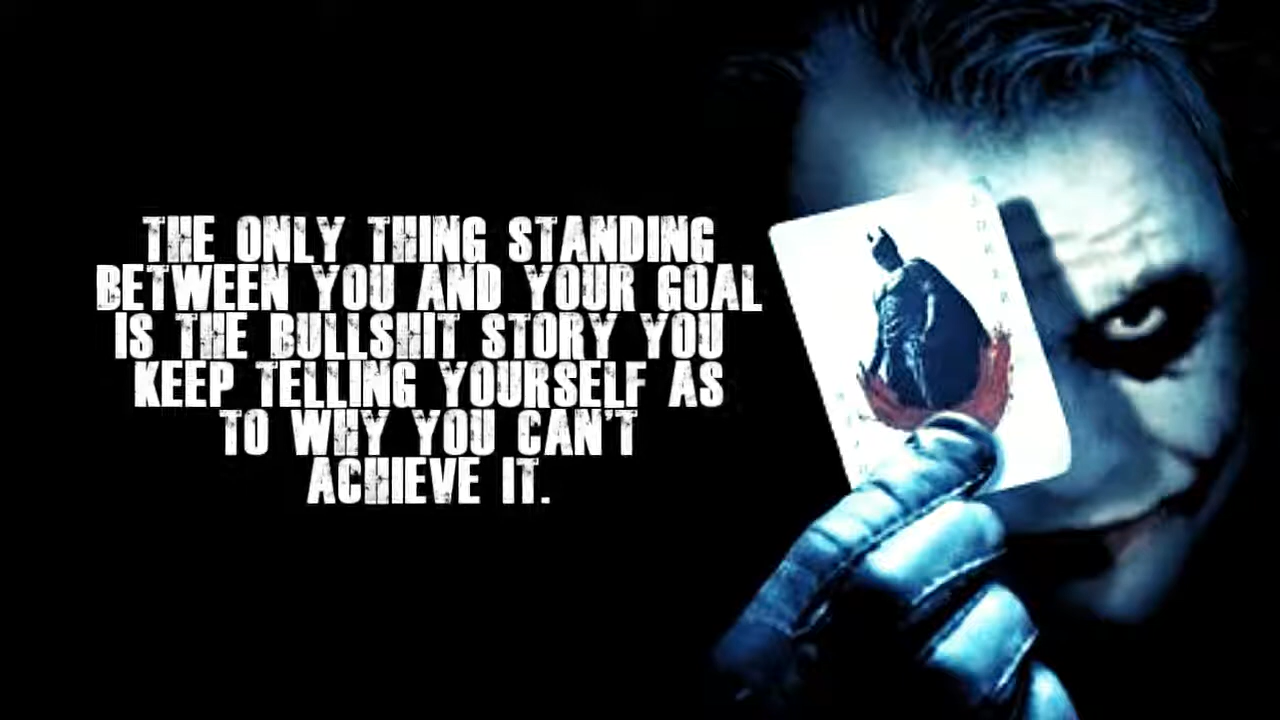 THE ONLY THING STANDING
BETWEEN YOU AND YOUR GOAL
IS THE BULLSHIT STORY YOU
KEEP TELLING YOURSELF AS
TO WHY YOU CAN'T
ACHIEVE IT.